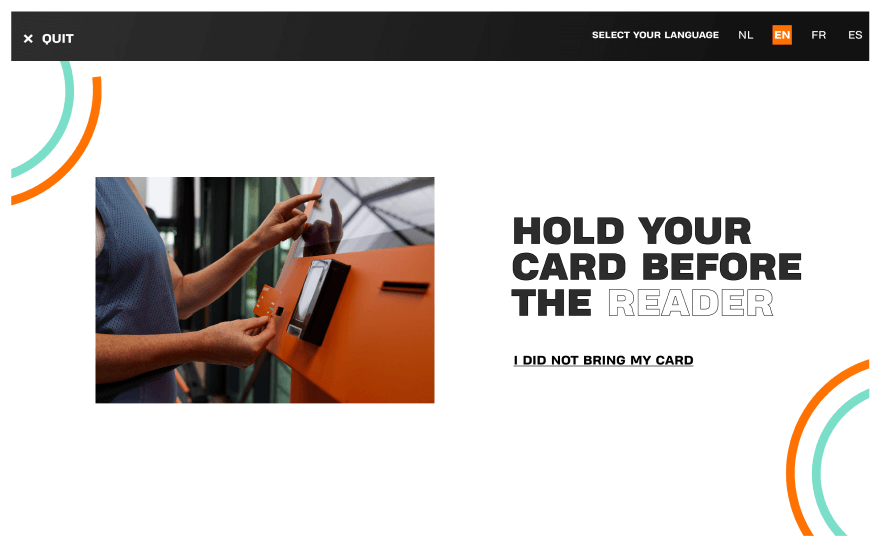 × QUIT
SELECT YOUR LANGUAGE NL EN FR ES
HOLD YOUR
CARD BEFORE
THE READER
I DID NOT BRING MY CARD